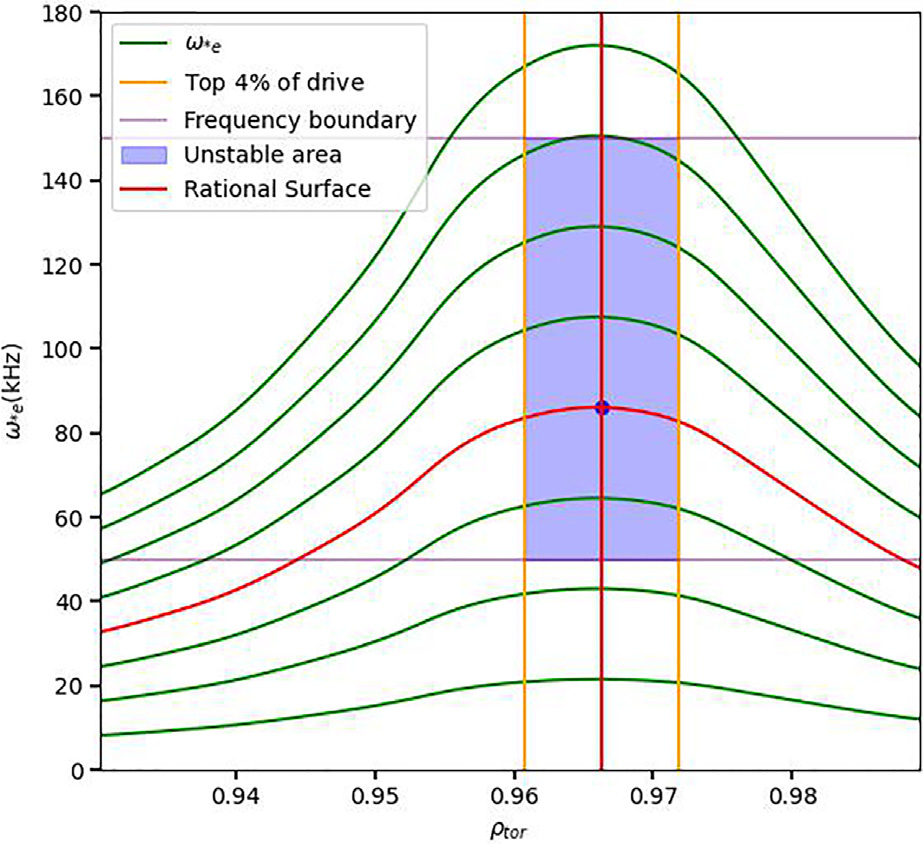 180
160
140
120
100
80
60
40
20
0
ω*e(kHz)
ω*e
Top 4% of drive
Frequency boundary
Unstable area
Rational Surface
0.94 0.95 0.96 0.97 0.98
ρtor